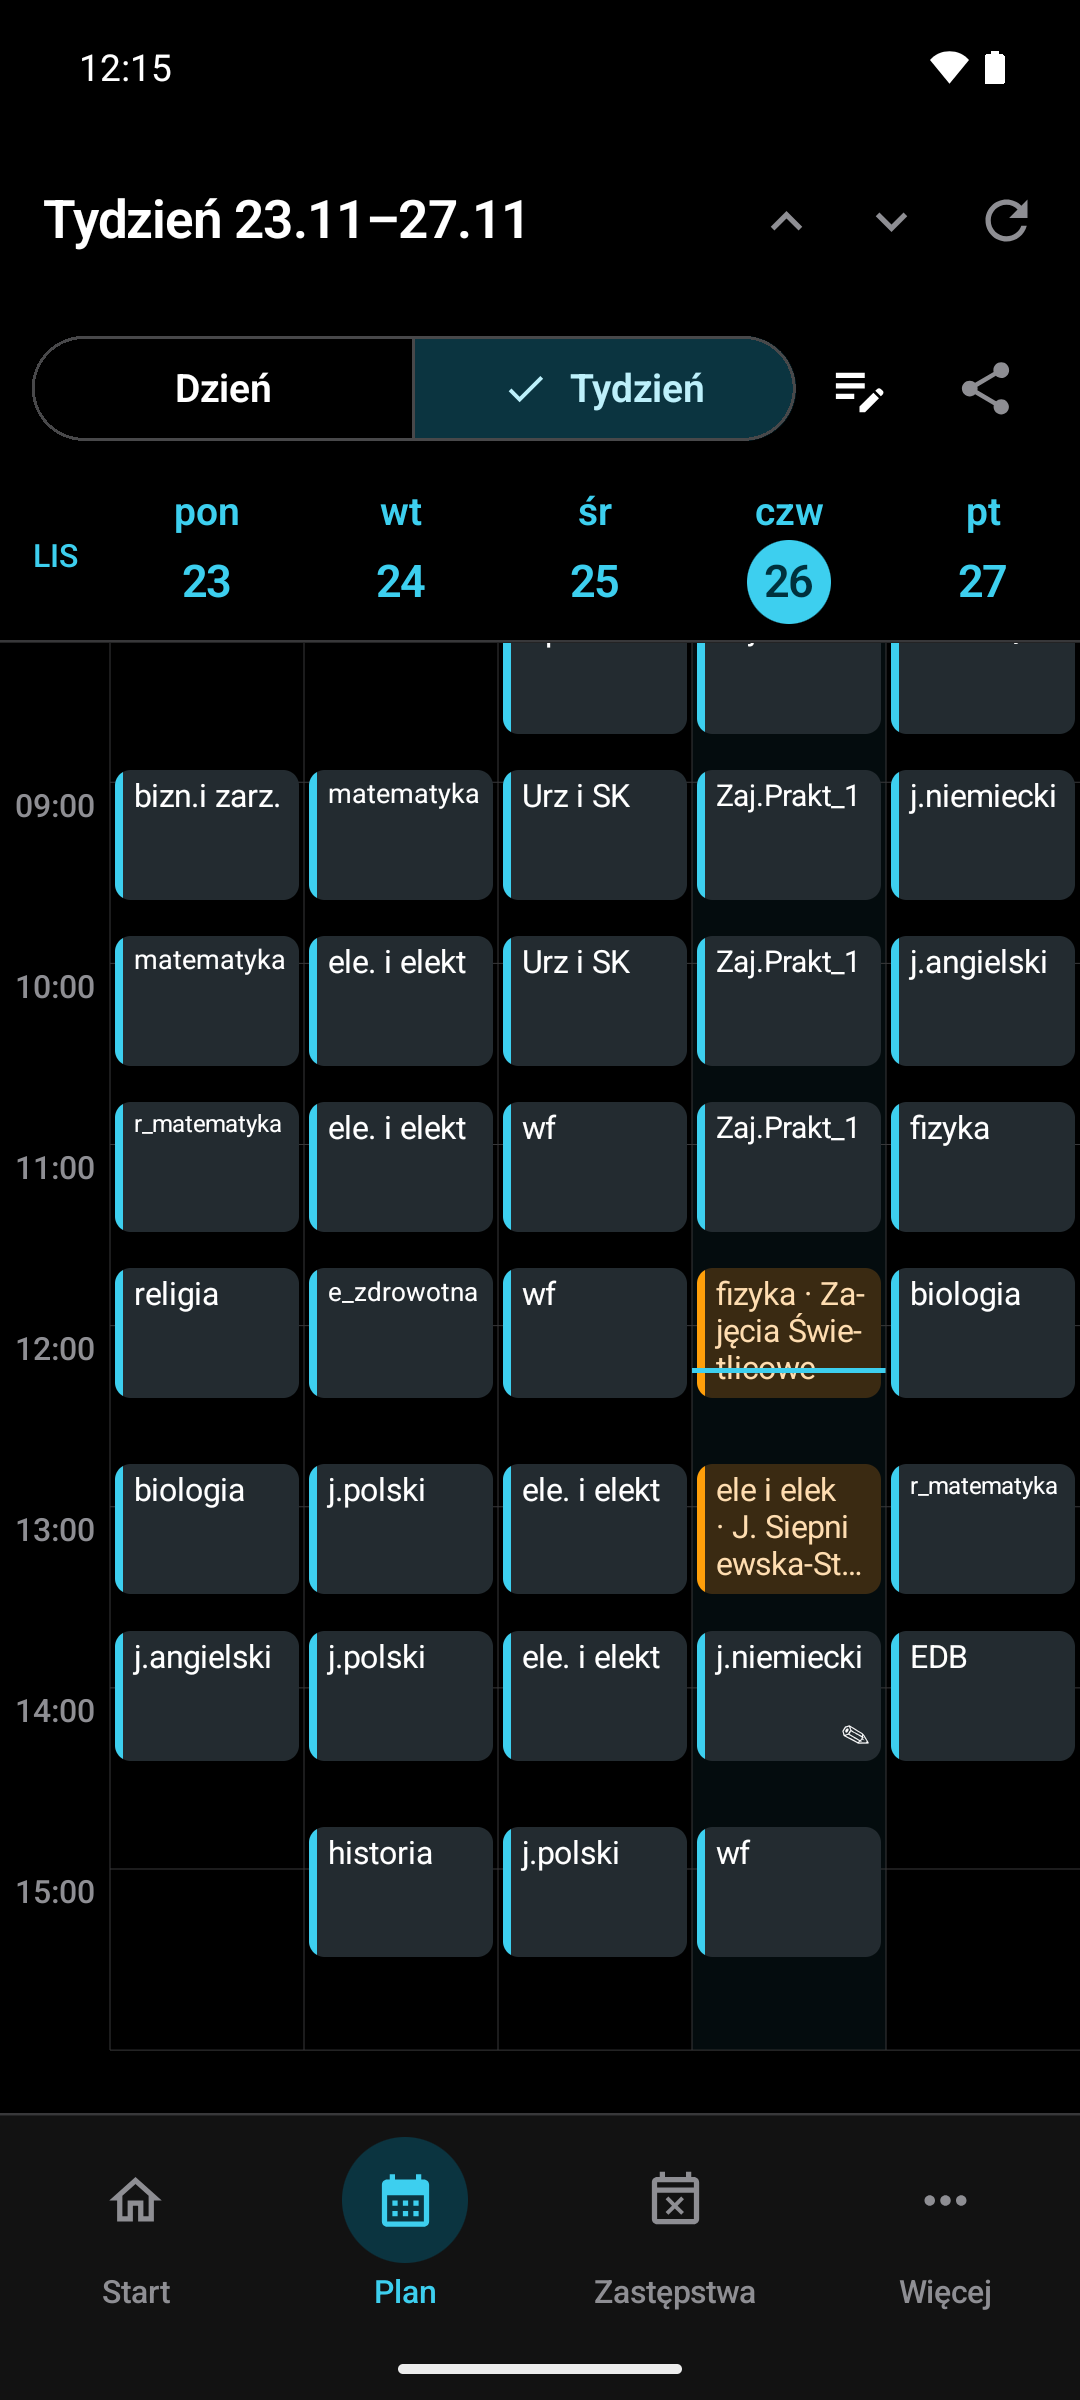 12:15
Tydzień 23.11–27.11
Dzień
Tydzień
LIS
pon
wt
śr
czw
pt
23
24
25
26
27
09:00
bizn.i zarz.
matematyka
Urz i SK
Zaj.Prakt_1
j.niemiecki
10:00
matematyka
ele. i elekt
Urz i SK
Zaj.Prakt_1
j.angielski
11:00
r_matematyka
ele. i elekt
wf
Zaj.Prakt_1
fizyka
12:00
religia
e_zdrowotna
wf
fizyka · Za-
jęcia Świe-
tlicowe
biologia
13:00
biologia
j.polski
ele. i elekt
ele i elek
· J. Siepni
ewska-St...
r_matematyka
14:00
j.angielski
j.polski
ele. i elekt
j.niemiecki
EDB
15:00
historia
j.polski
wf
Start
Plan
Zastępstwa
Więcej